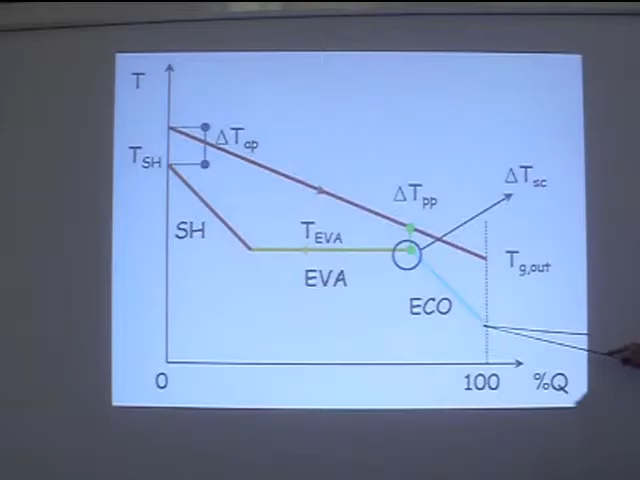 T
ΔT_ap
T_SH
ΔT_sc
ΔT_pp
SH
T_EVA
T_g,out
EVA
ECO
0
100
%Q